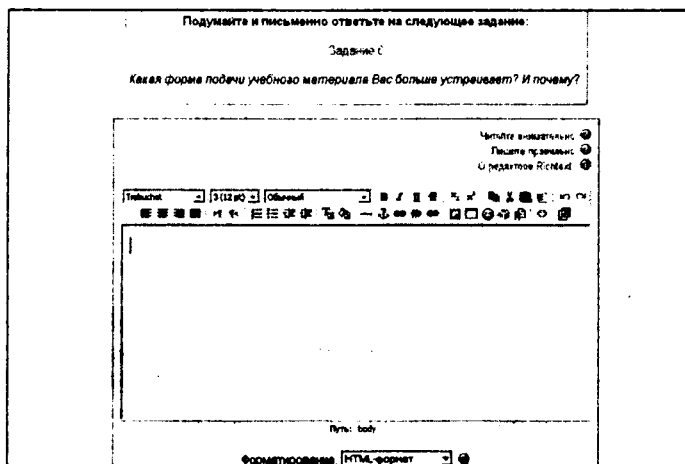 Подумайте и письменно ответьте на следующее задание:
Задание 6
Какая форма подачи учебного материала Вас больше устраивает? И почему?
Читайте внимательно
Пишите правильно
О редакторе Richtext
Trebuchet 3 (12 pt) Обычный
Путь: body
Форматирование HTML-формат